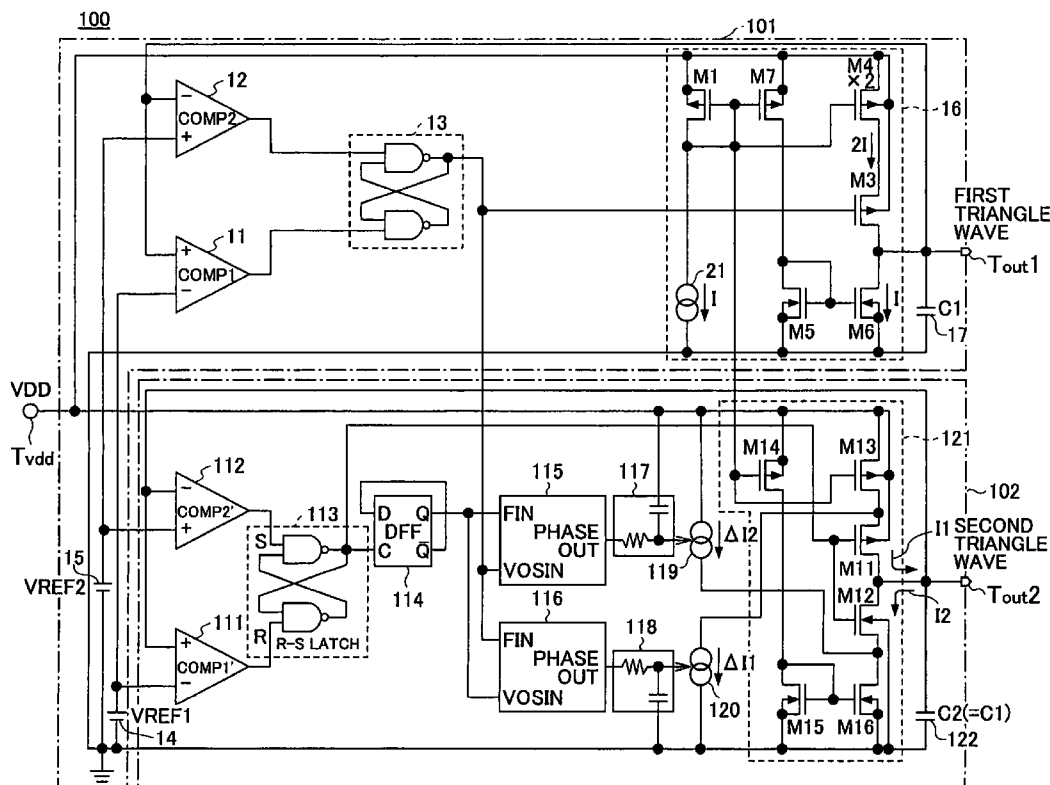 100
101
12
COMP2
−
+
13
M1
M7
M4
×2
16
2I
M3
FIRST
TRIANGLE
WAVE
Tout1
11
+
COMP1
−
21
I
M5
M6
I
C1
17
VDD
Tvdd
112
−
COMP2'
+
113
S
R
R-S LATCH
D Q
DFF
C Q̅
114
115
FIN
PHASE
OUT
VOSIN
117
ΔI2
119
M14
M13
121
102
I1
SECOND
TRIANGLE
WAVE
M11
M12
I2
Tout2
15
VREF2
111
+
COMP1'
−
116
FIN
PHASE
OUT
VOSIN
118
ΔI1
120
M15
M16
C2(=C1)
122
VREF1
14